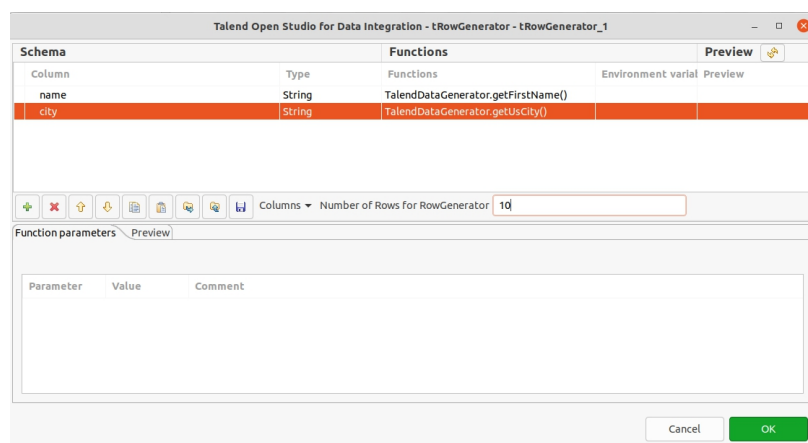 Talend Open Studio for Data Integration - tRowGenerator - tRowGenerator_1
Schema Functions Preview
Column Type Functions Environment varial Preview
name String TalendDataGenerator.getFirstName()
city String TalendDataGenerator.getUsCity()
Columns Number of Rows for RowGenerator 10
Function parameters Preview
Parameter Value Comment
Cancel OK